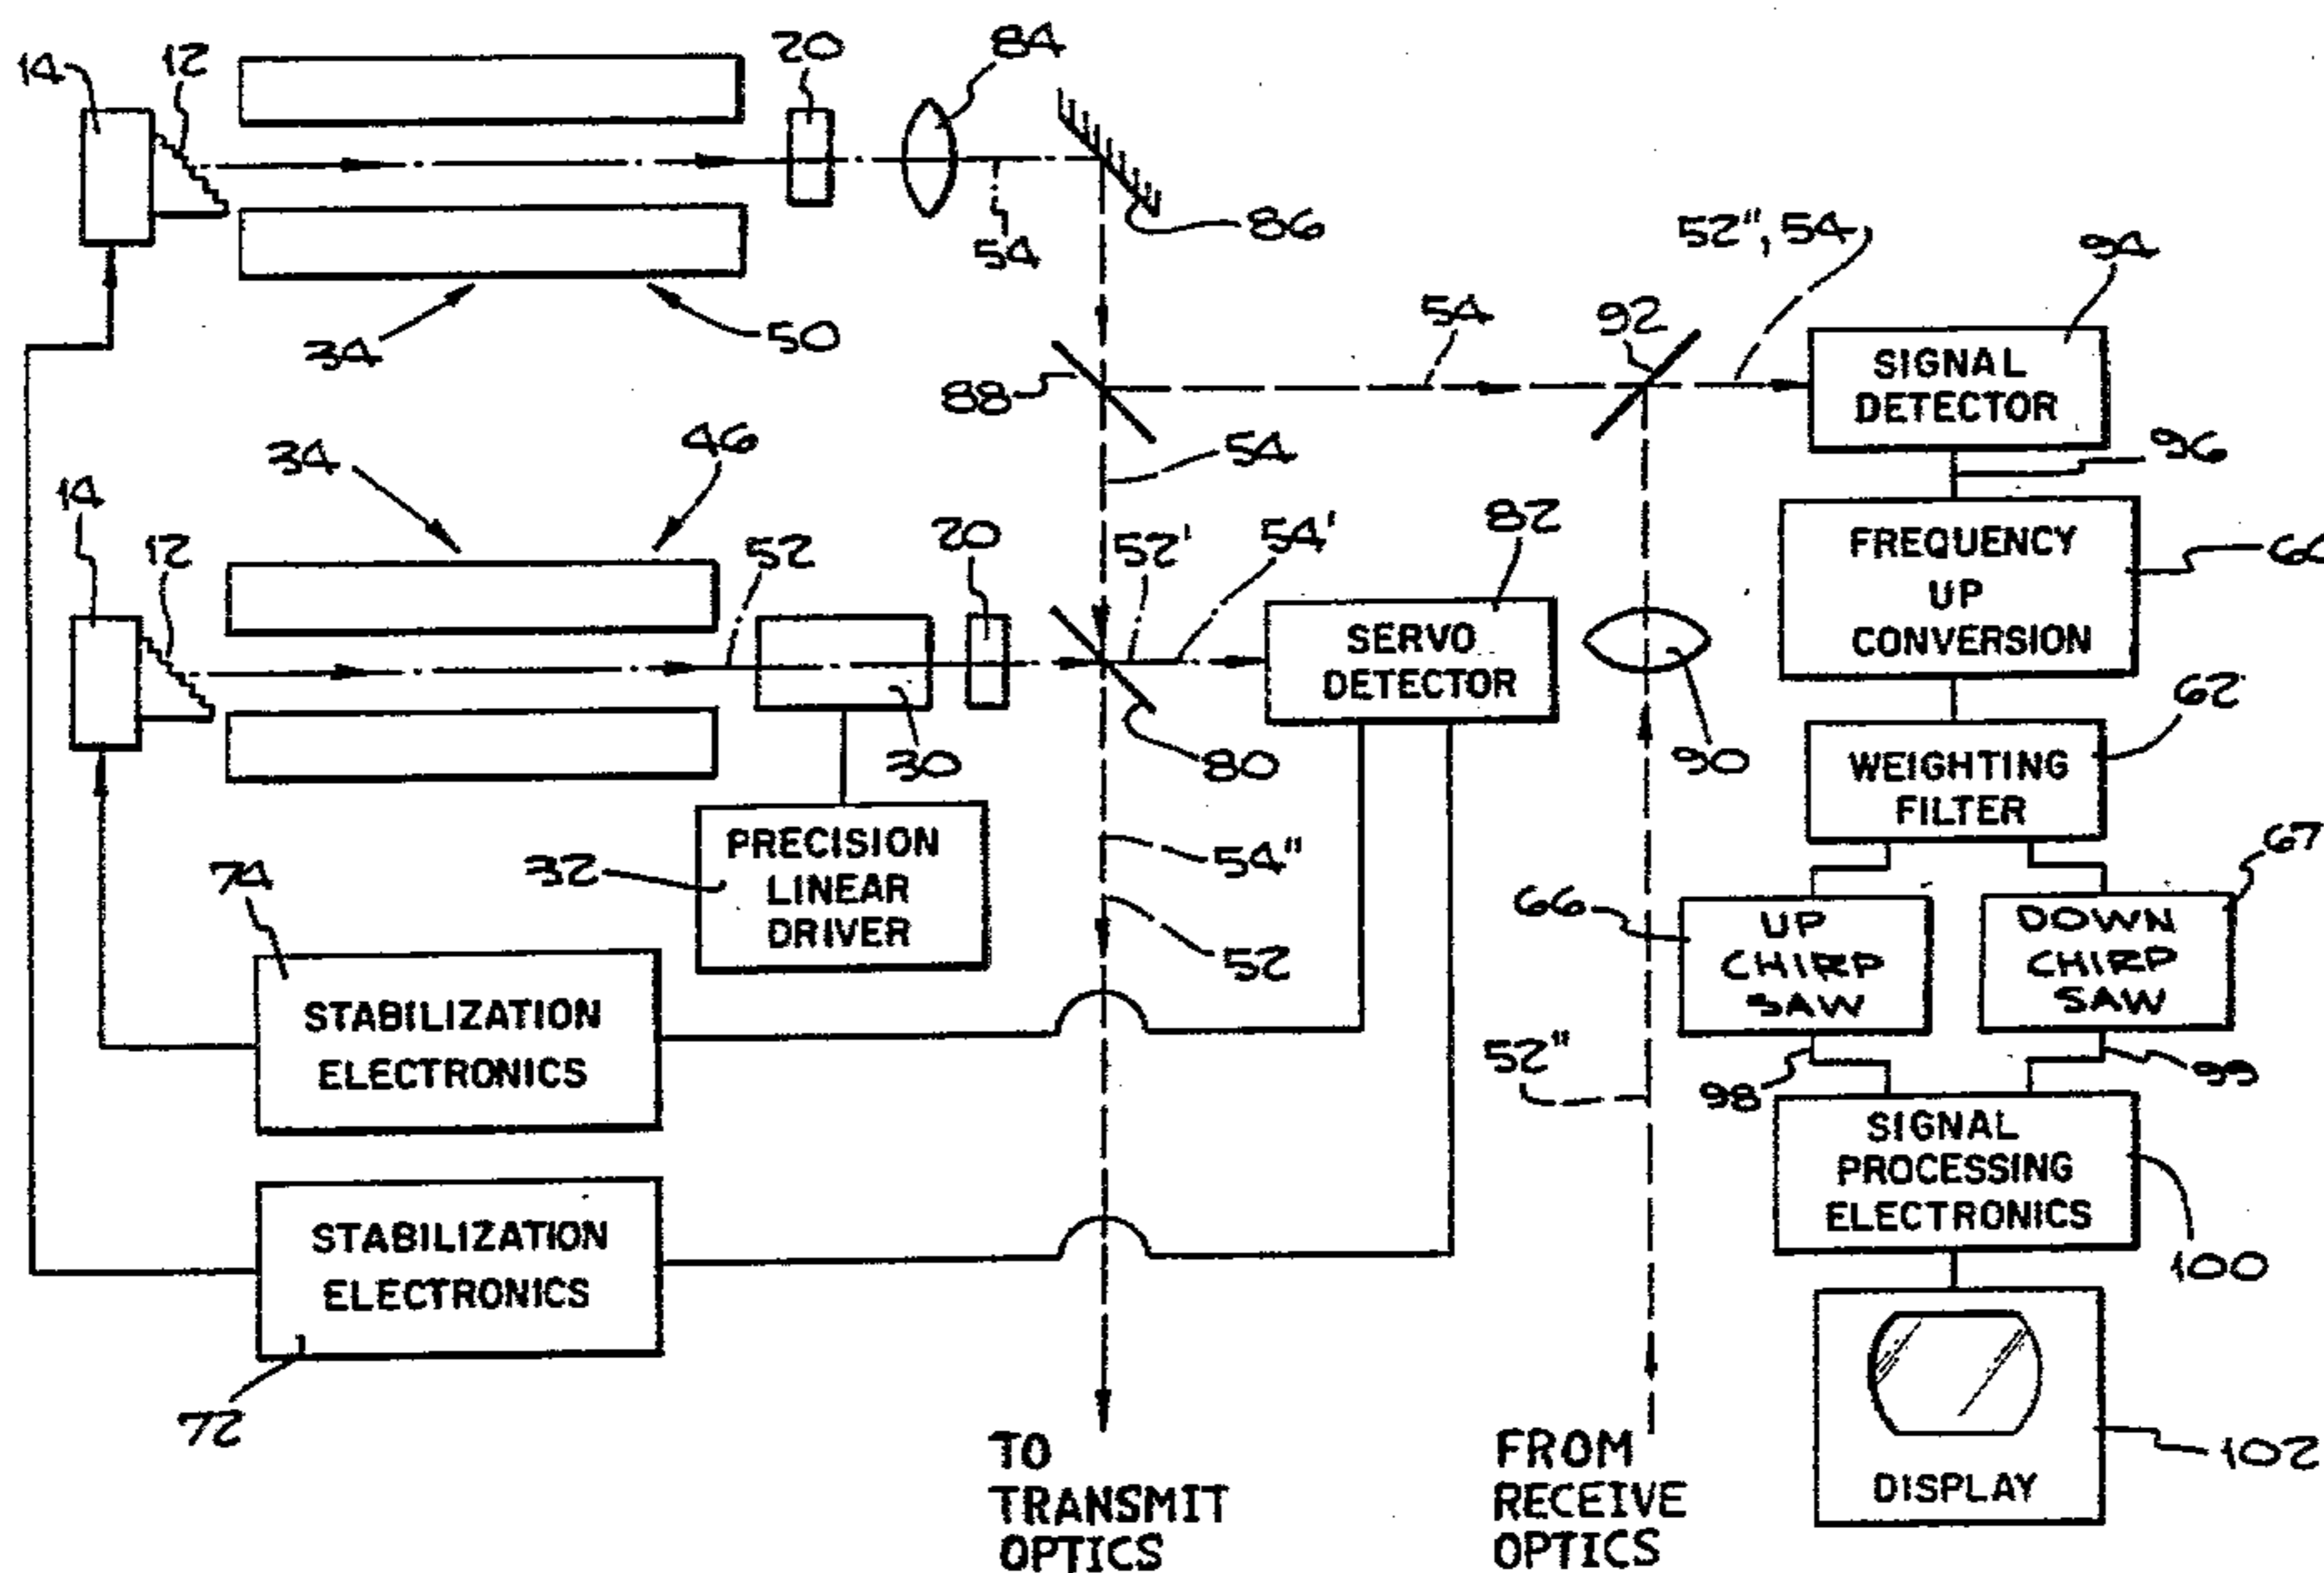 14
12
20
84
54
86
34
50
52", 54
94
54
92
88
SIGNAL
DETECTOR
34
46
54
96
14
12
52
20
52'
54'
82
FREQUENCY
UP
CONVERSION
SERVO
DETECTOR
62
30
80
90
WEIGHTING
FILTER
PRECISION
LINEAR
DRIVER
32
54"
67
74
66
UP
CHIRP
SAW
DOWN
CHIRP
SAW
52
STABILIZATION
ELECTRONICS
52"
98
99
SIGNAL
PROCESSING
ELECTRONICS
STABILIZATION
ELECTRONICS
100
72
TO
TRANSMIT
OPTICS
FROM
RECEIVE
OPTICS
102
DISPLAY